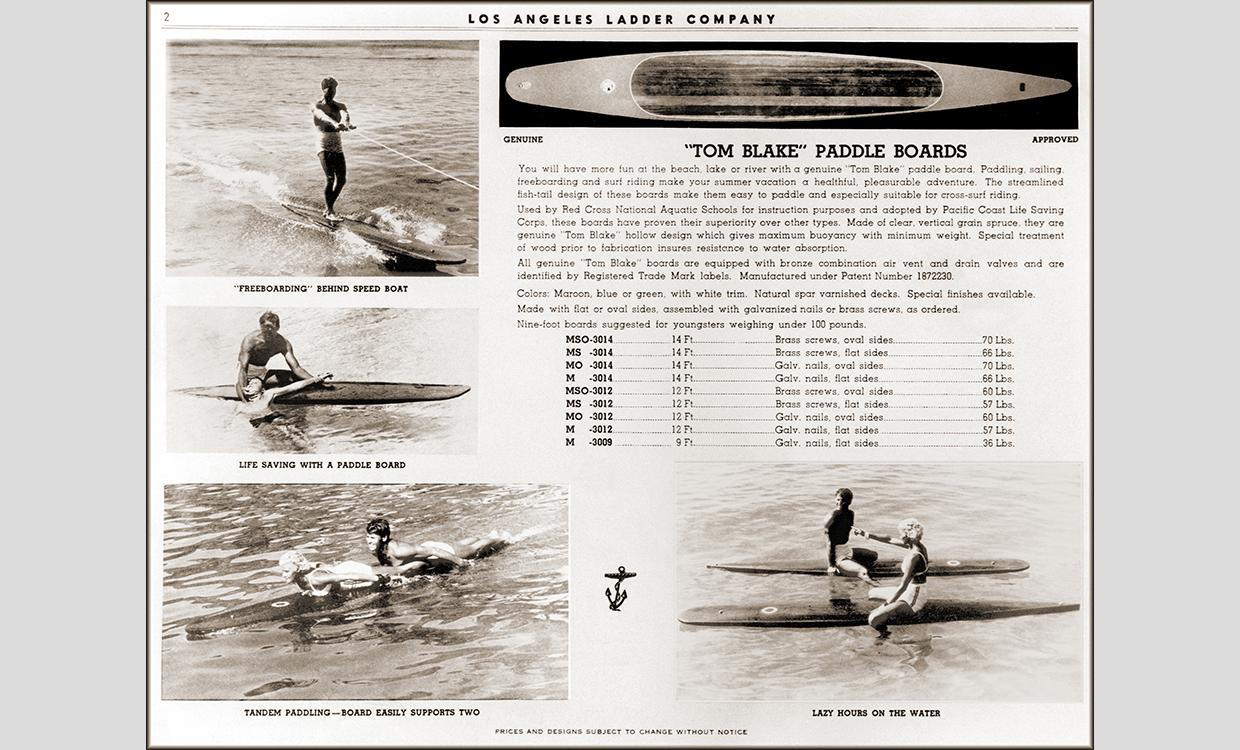 2
LOS ANGELES LADDER COMPANY
GENUINE
APPROVED
"TOM BLAKE" PADDLE BOARDS
You will have more fun at the beach, lake or river with a genuine "Tom Blake" paddle board. Paddling, sailing,
freeboarding and surf riding make your summer vacation a healthful, pleasurable adventure. The streamlined
fish-tail design of these boards make them easy to paddle and especially suitable for cross-surf riding.
Used by Red Cross National Aquatic Schools for instruction purposes and adopted by Pacific Coast Life Saving
Corps, these boards have proven their superiority over other types. Made of clear, vertical grain spruce, they are
genuine "Tom Blake" hollow design which gives maximum buoyancy with minimum weight. Special treatment
of wood prior to fabrication insures resistance to water absorption.
All genuine "Tom Blake" boards are equipped with bronze combination air vent and drain valves and are
identified by Registered Trade Mark labels. Manufactured under Patent Number 1872230.
Colors: Maroon, blue or green, with white trim. Natural spar varnished decks. Special finishes available.
Made with flat or oval sides, assembled with galvanized nails or brass screws, as ordered.
Nine-foot boards suggested for youngsters weighing under 100 pounds.
MSO-3014 14 Ft. Brass screws, oval sides 70 Lbs.
MS -3014 14 Ft. Brass screws, flat sides 66 Lbs.
MO -3014 14 Ft. Galv. nails, oval sides 70 Lbs.
M -3014 14 Ft. Galv. nails, flat sides 66 Lbs.
MSO-3012 12 Ft. Brass screws, oval sides 60 Lbs.
MS -3012 12 Ft. Brass screws, flat sides 57 Lbs.
MO -3012 12 Ft. Galv. nails, oval sides 60 Lbs.
M -3012 12 Ft. Galv. nails, flat sides 57 Lbs.
M -3009 9 Ft. Galv. nails, flat sides 36 Lbs.
"FREEBOARDING" BEHIND SPEED BOAT
LIFE SAVING WITH A PADDLE BOARD
TANDEM PADDLING—BOARD EASILY SUPPORTS TWO
LAZY HOURS ON THE WATER
PRICES AND DESIGNS SUBJECT TO CHANGE WITHOUT NOTICE